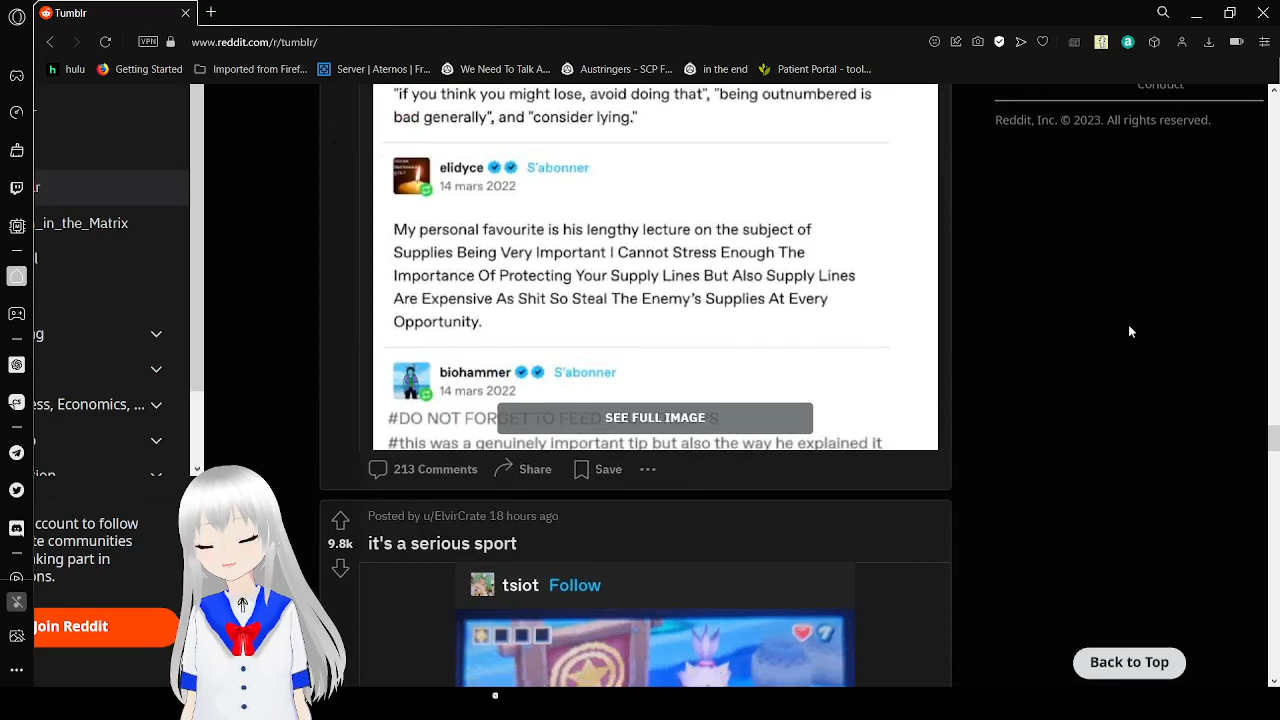 Tumblr
VPN
www.reddit.com/r/tumblr/
hulu
Getting Started
Imported from Firef...
Server | Aternos | Fr...
We Need To Talk A...
Austringers - SCP F...
in the end
Patient Portal - tool...
"if you think you might lose, avoid doing that", "being outnumbered is
bad generally", and "consider lying."
elidyce S'abonner
14 mars 2022
My personal favourite is his lengthy lecture on the subject of
Supplies Being Very Important I Cannot Stress Enough The
Importance Of Protecting Your Supply Lines But Also Supply Lines
Are Expensive As Shit So Steal The Enemy's Supplies At Every
Opportunity.
biohammer S'abonner
14 mars 2022
#DO NOT FORGET TO FEED
SEE FULL IMAGE
#this was a genuinely important tip but also the way he explained it
213 Comments
Share
Save
Posted by u/ElvirCrate 18 hours ago
9.8k
it's a serious sport
tsiot Follow
Conduct
Reddit, Inc. © 2023. All rights reserved.
Back to Top
r
_in_the_Matrix
l
ng
ss, Economics, ...
tion
ccount to follow
te communities
king part in
ons.
Join Reddit